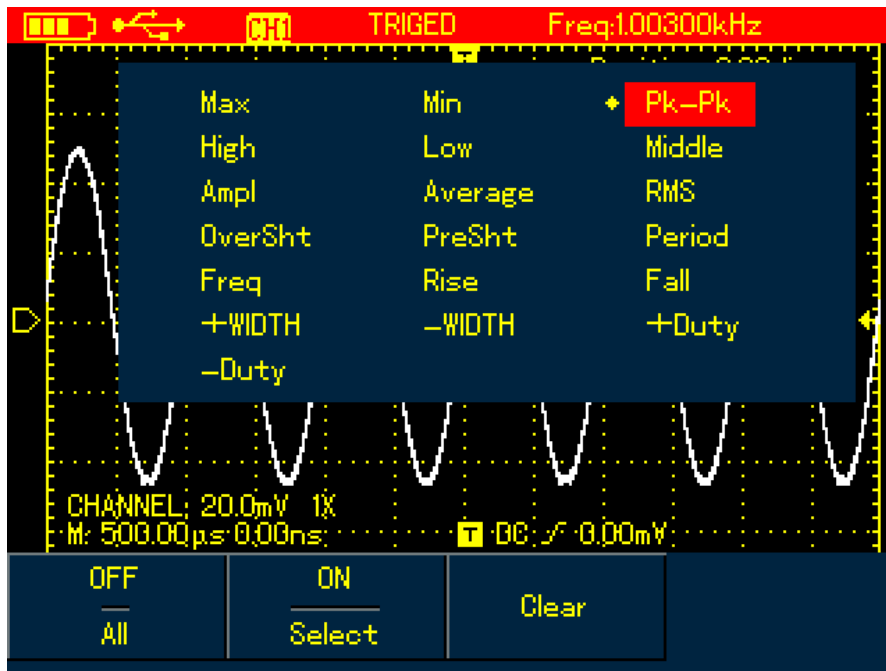 CH1 TRIGED Freq:1.00300kHz
T
Max Min Pk-Pk
High Low Middle
Ampl Average RMS
OverSht PreSht Period
Freq Rise Fall
+WIDTH -WIDTH +Duty
-Duty
CHANNEL: 20.0mV 1X
M: 500.00μs 0.00ns T DC 0.00mV
OFF ON Clear
All Select